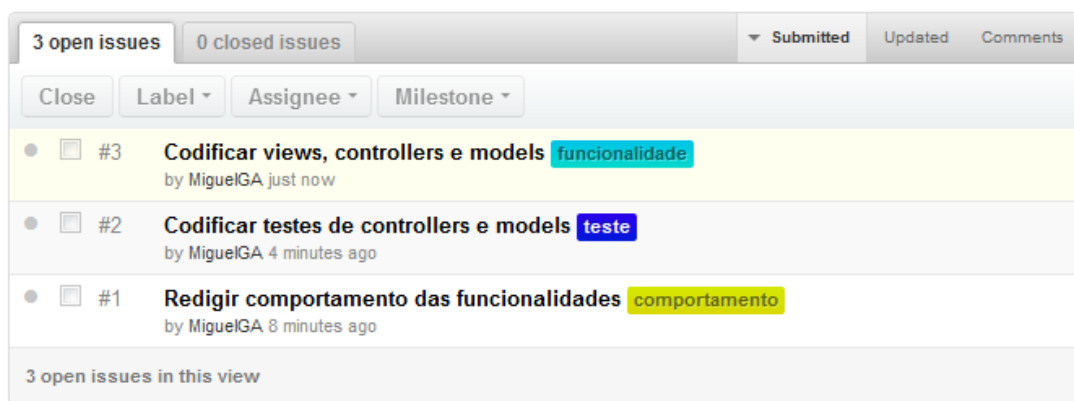 3 open issues 0 closed issues Submitted Updated Comments
Close Label Assignee Milestone
#3 Codificar views, controllers e models funcionalidade
by MiguelGA just now
#2 Codificar testes de controllers e models teste
by MiguelGA 4 minutes ago
#1 Redigir comportamento das funcionalidades comportamento
by MiguelGA 8 minutes ago
3 open issues in this view